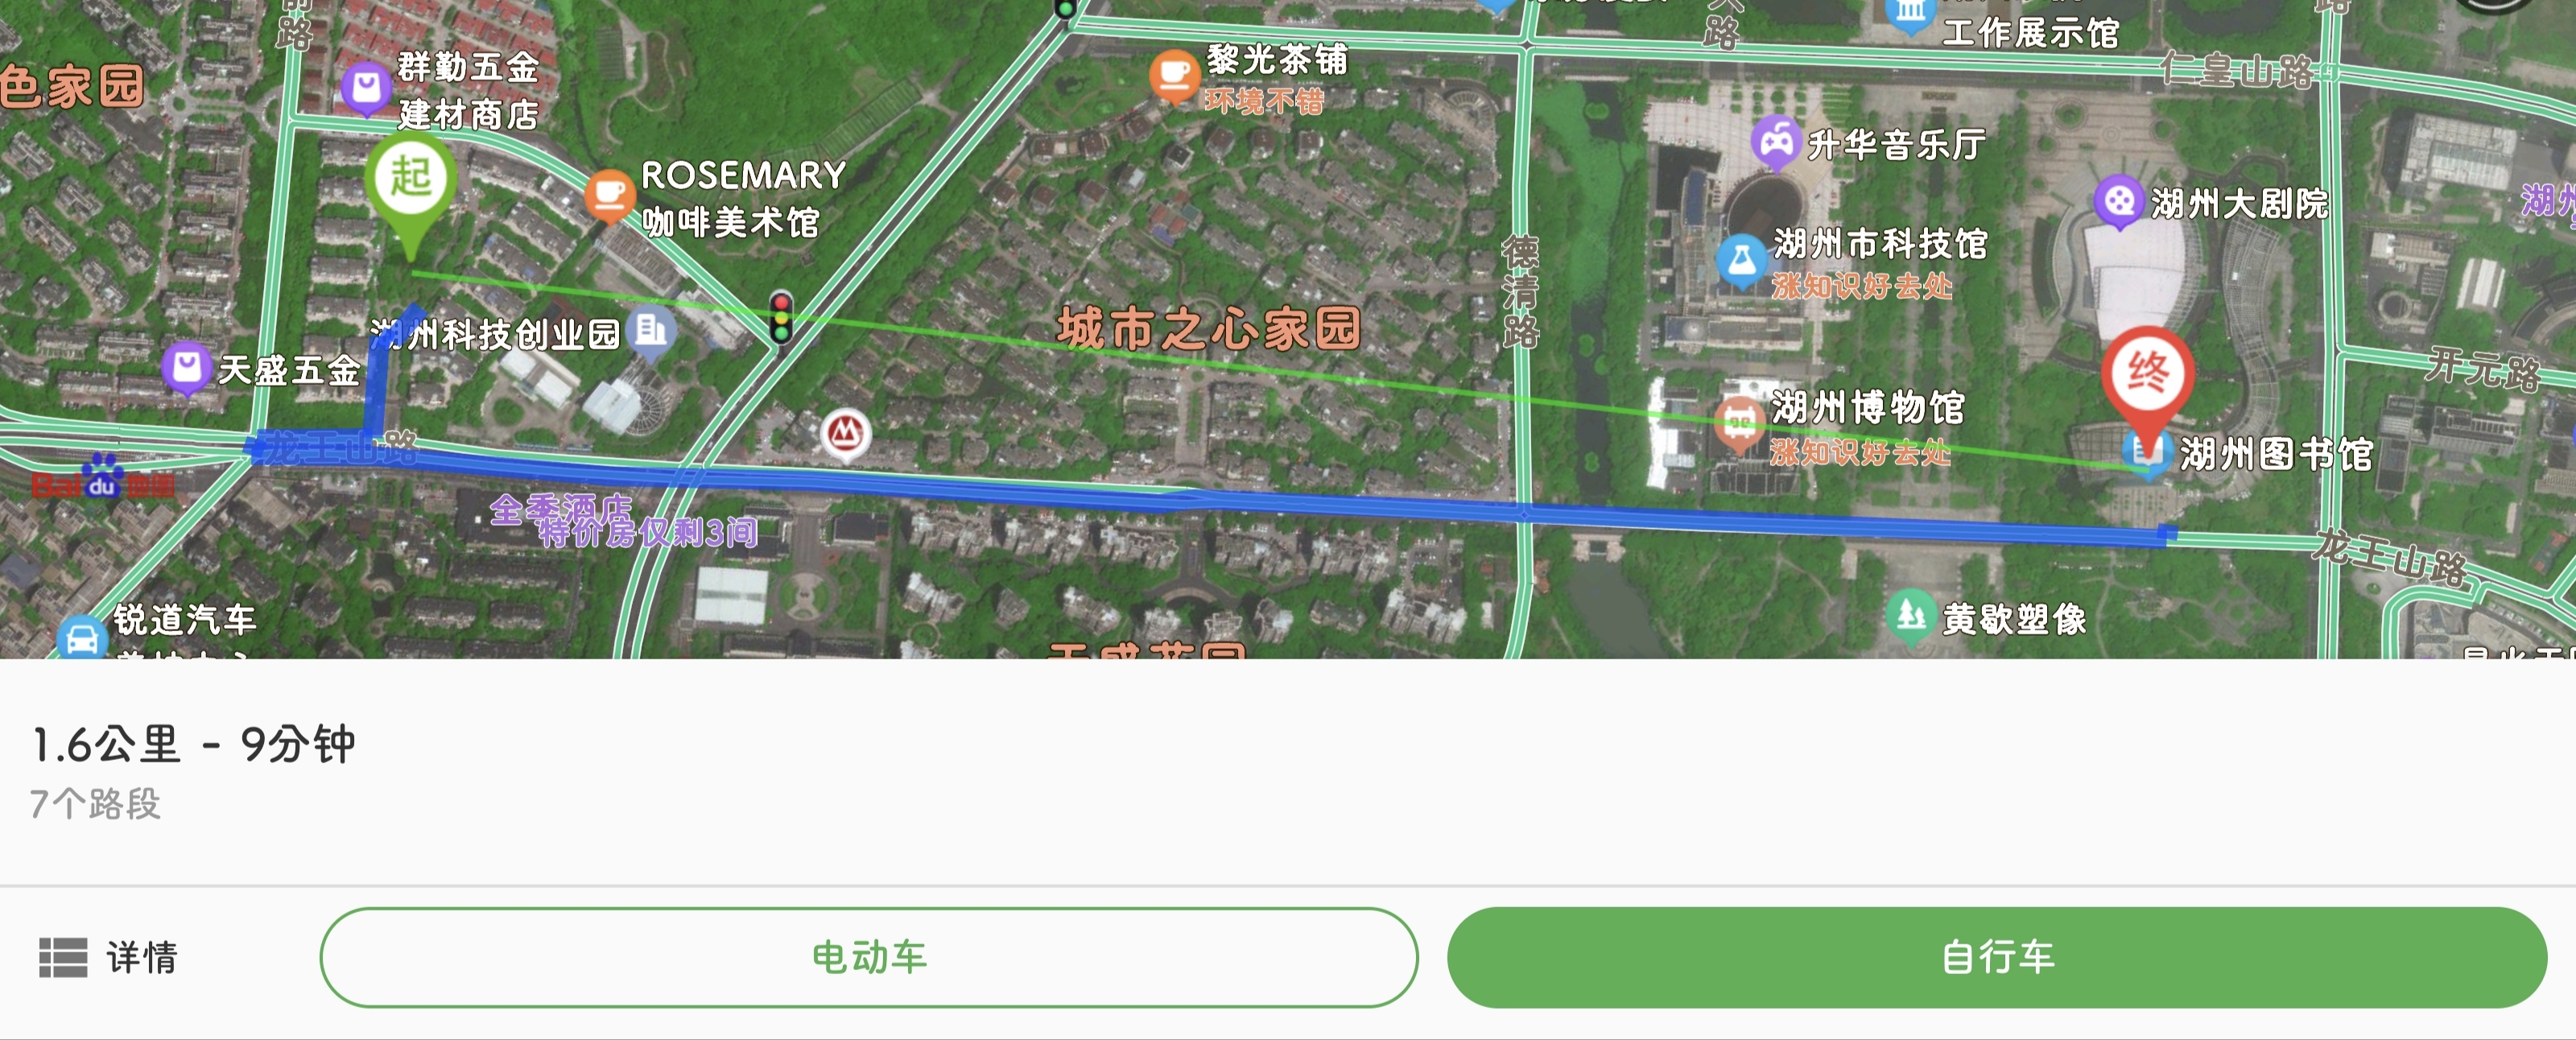 工作展示馆
路
色家园
群勤五金
建材商店
黎光茶铺
环境不错
仁皇山路
起
升华音乐厅
ROSEMARY
咖啡美术馆
湖州大剧院
湖州
德清路
湖州市科技馆
涨知识好去处
湖州科技创业园
城市之心家园
天盛五金
开元路
终
湖州博物馆
涨知识好去处
湖州图书馆
龙王山路
Bai du 地图
全季酒店
特价房仅剩3间
龙王山路
锐道汽车
黄歇塑像
1.6公里 - 9分钟
7个路段
详情
电动车
自行车